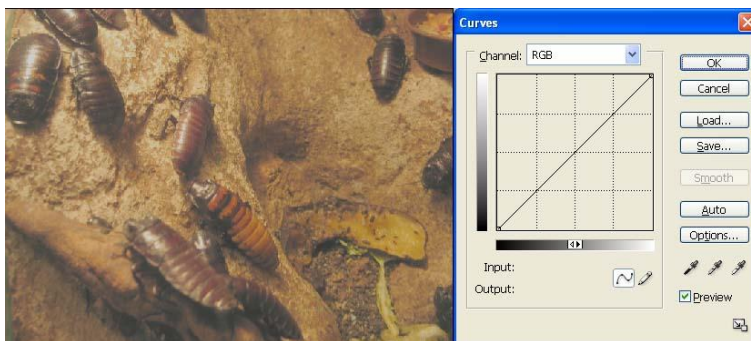 Curves
Channel: RGB
OK
Cancel
Load...
Save...
Smooth
Auto
Options...
Input:
Output:
Preview